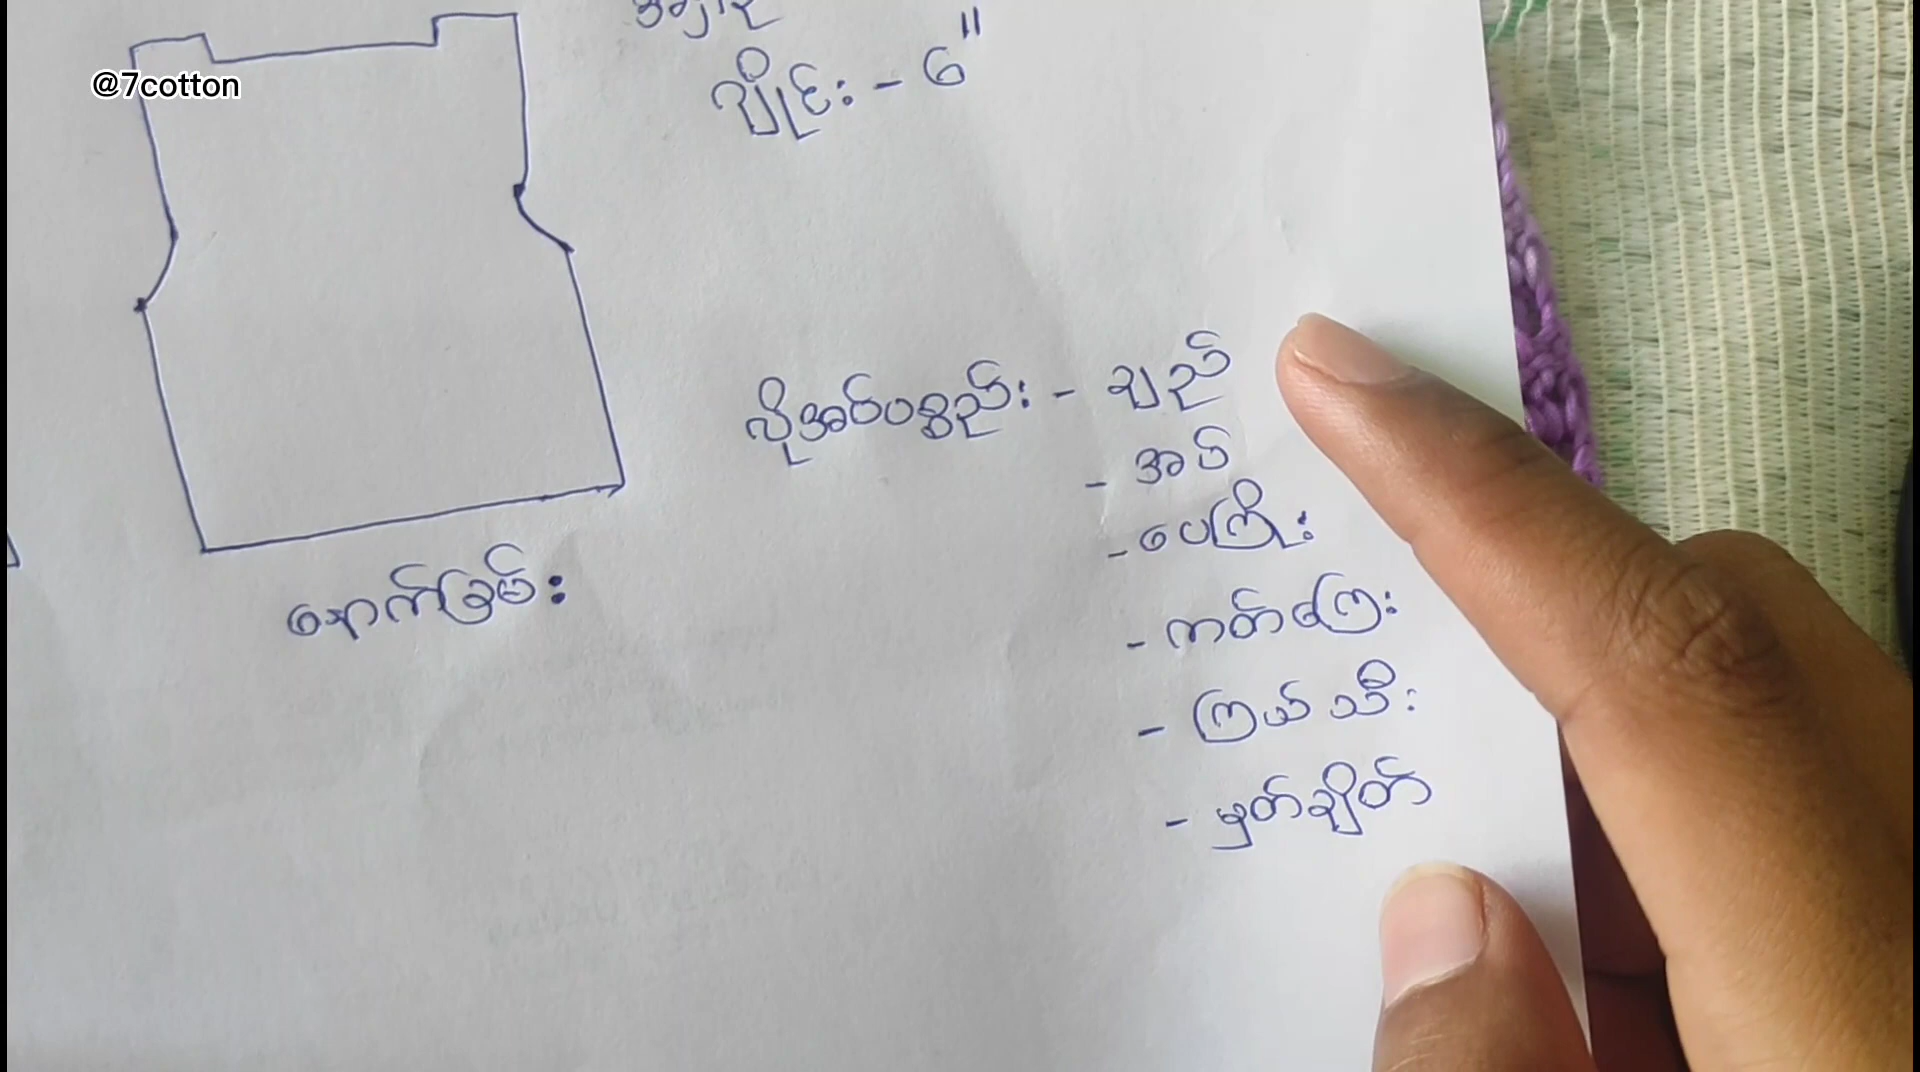 @7cotton
ချိုင်း - ၆"
လိုအပ်ပစ္စည်း - ချည်
- အပ်
- ပေကြိုး
- ကတ်ကြေး
- ကြယ်သီး
- မှတ်ချိတ်
နောက်ခြမ်း